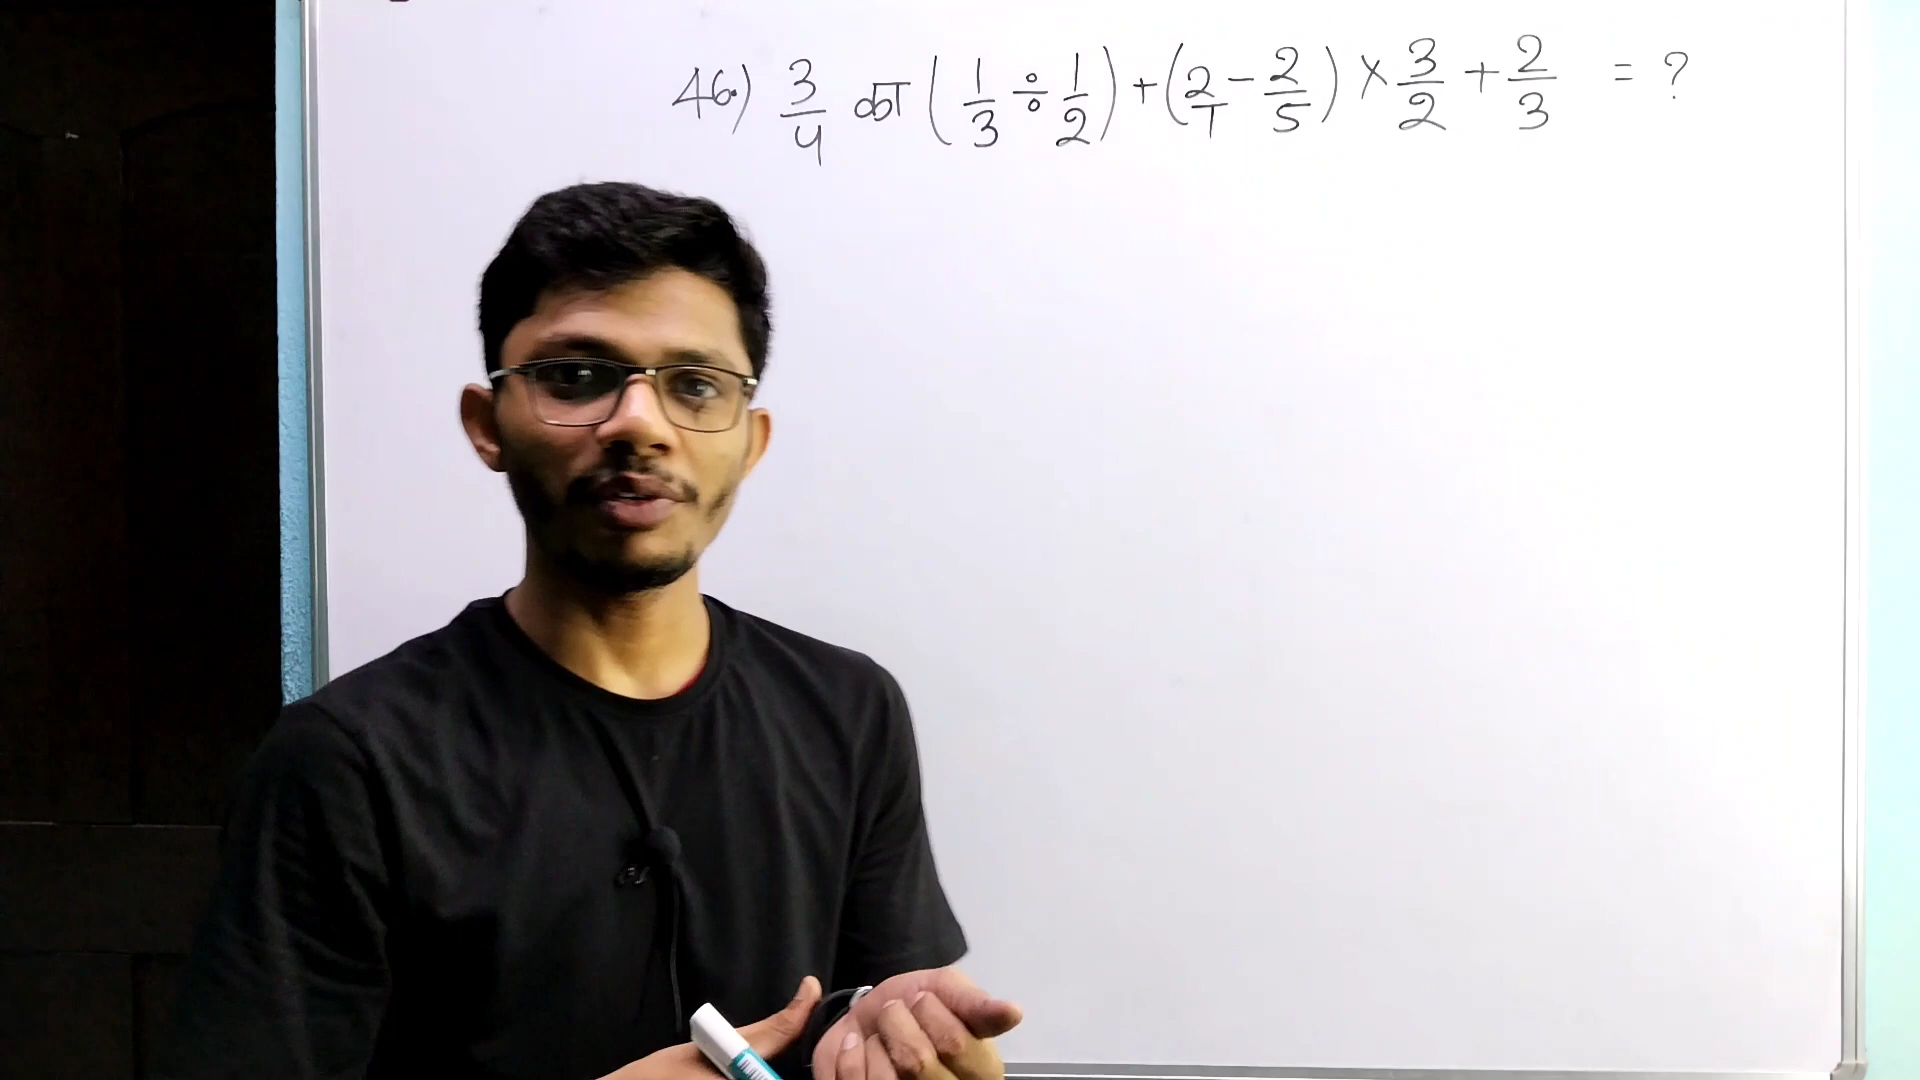 46.) 3/4 का (1/3 ÷ 1/2) + (2/1 - 2/5) × 3/2 + 2/3 = ?